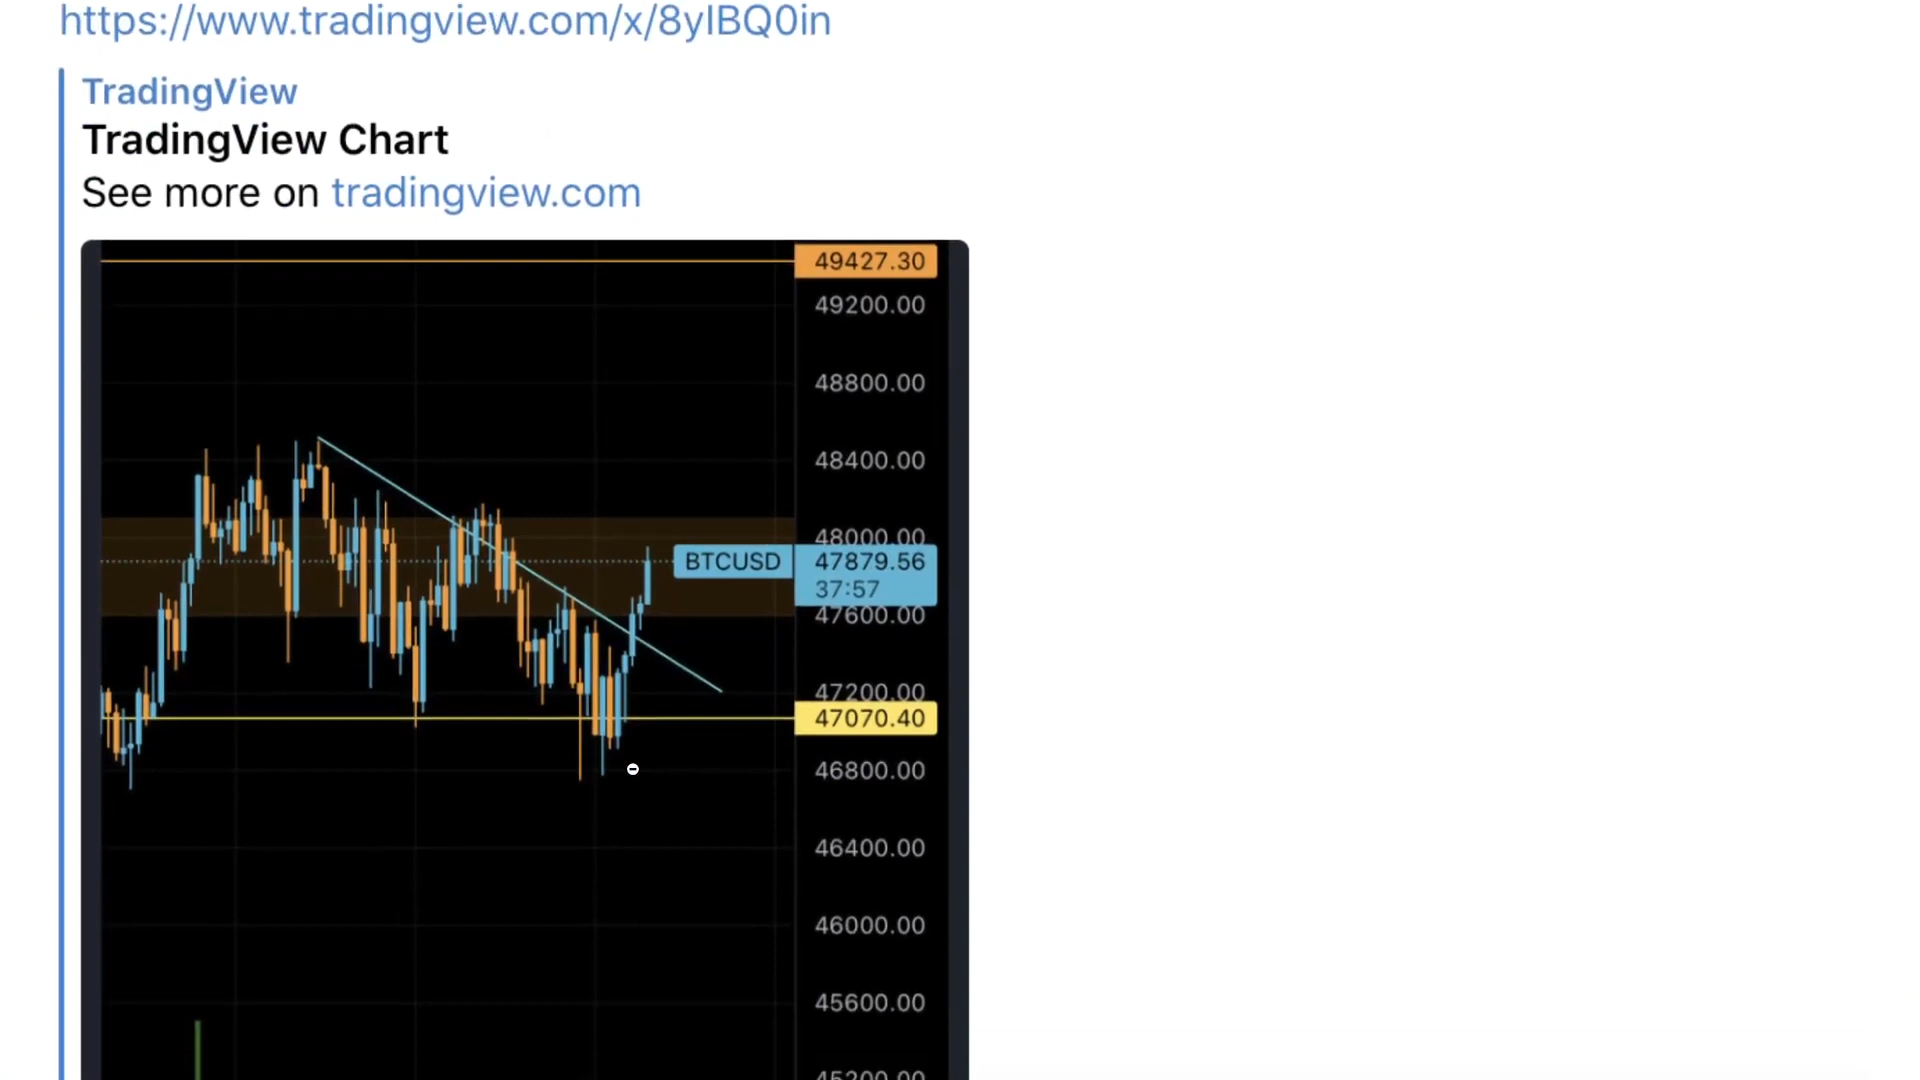 https://www.tradingview.com/x/8yIBQ0in
TradingView
TradingView Chart
See more on tradingview.com
49427.30
49200.00
48800.00
48400.00
48000.00
BTCUSD 47879.56
37:57
47600.00
47200.00
47070.40
46800.00
46400.00
46000.00
45600.00
45200.00